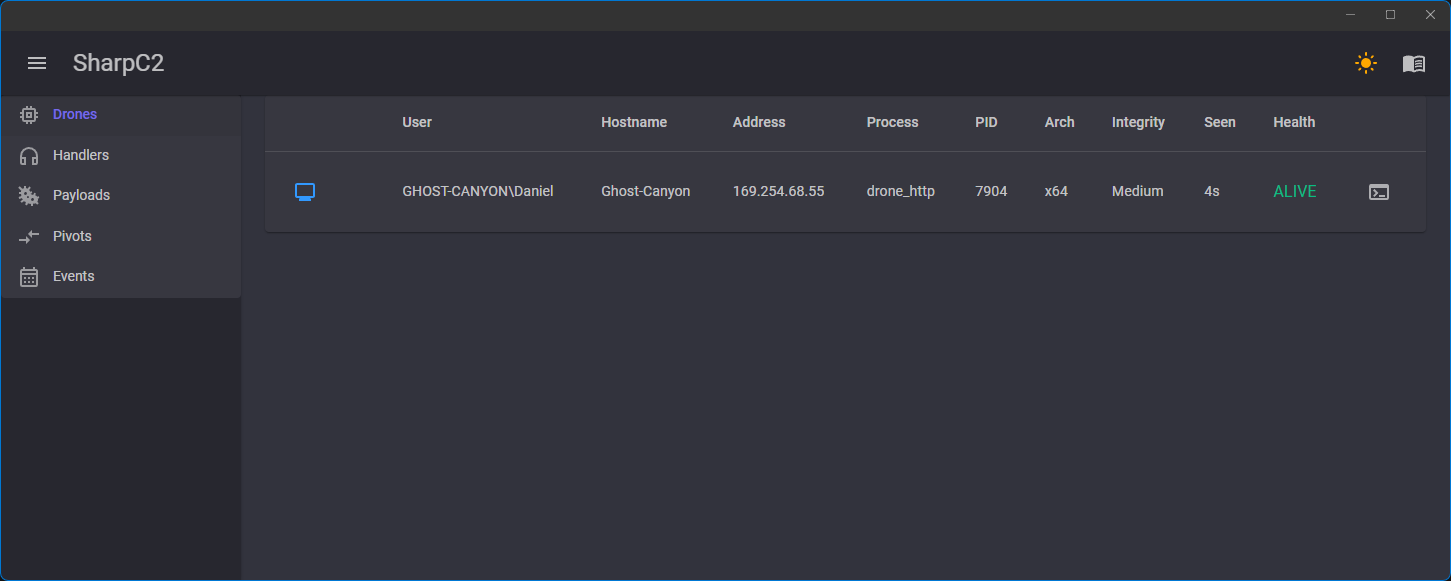 SharpC2
Drones
Handlers
Payloads
Pivots
Events
User Hostname Address Process PID Arch Integrity Seen Health
GHOST-CANYON\Daniel Ghost-Canyon 169.254.68.55 drone_http 7904 x64 Medium 4s ALIVE